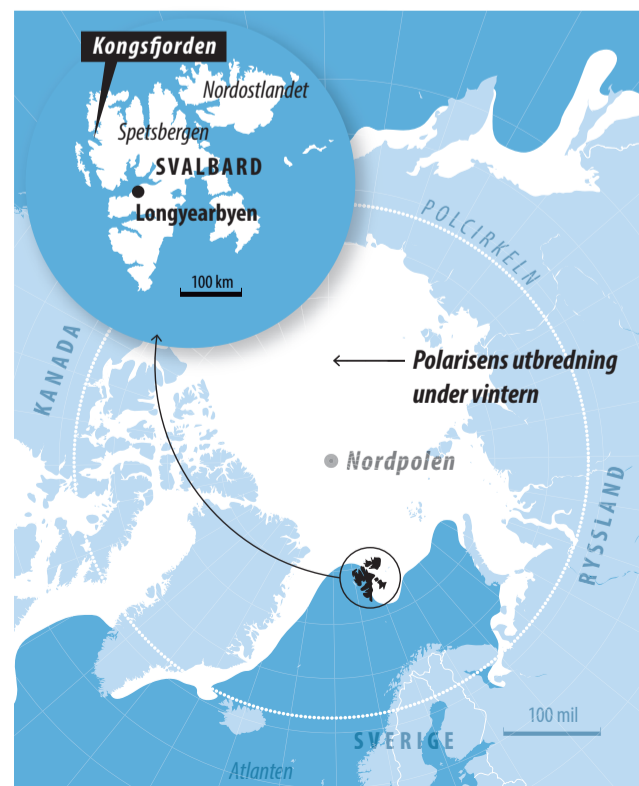 Kongsfjorden
Nordostlandet
Spetsbergen
SVALBARD
Longyearbyen
100 km
POLCIRKELN
KANADA
Polarisens utbredning
under vintern
Nordpolen
RYSSLAND
100 mil
SVERIGE
Atlanten